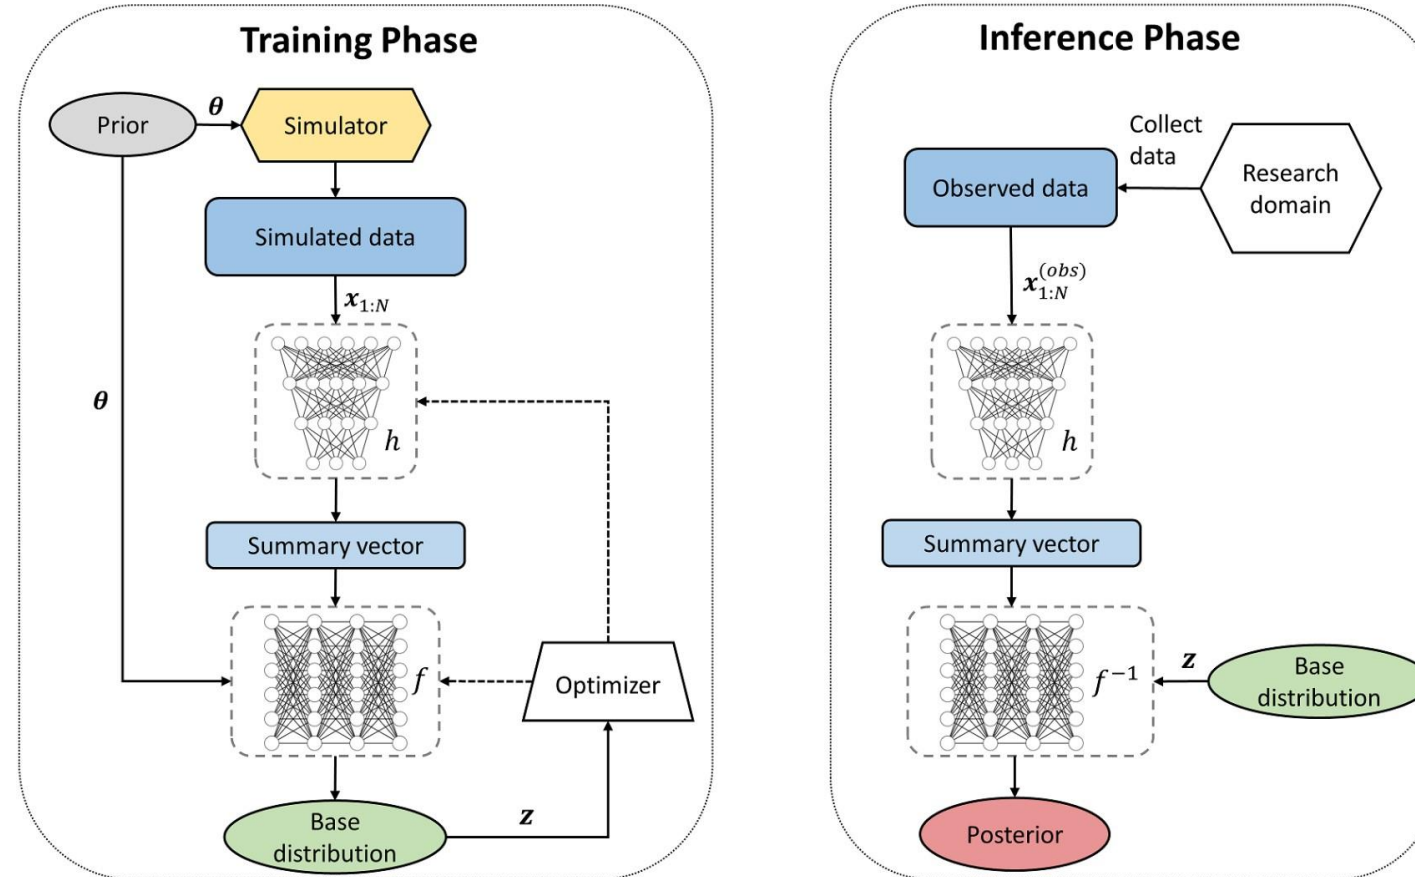 Training Phase
Prior
θ
Simulator
Simulated data
x₁:N
θ
h
Summary vector
f
Optimizer
Base
distribution
z
Inference Phase
Collect
data
Observed data
Research
domain
x₁:N^(obs)
h
Summary vector
f⁻¹
z
Base
distribution
Posterior